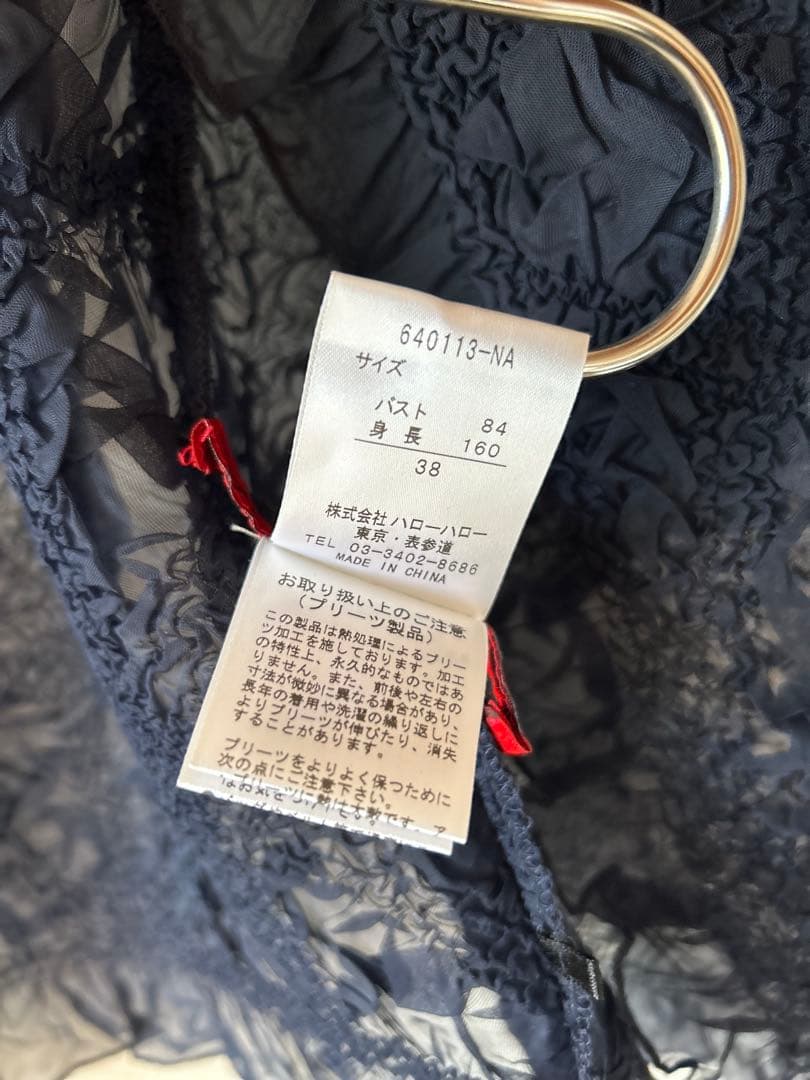 640113-NA
サイズ
バスト 84
身 長 160
38
株式会社 ハローハロー
東京・表参道
TEL 03-3402-8686
MADE IN CHINA
お取り扱い上のご注意
(プリーツ製品)
この製品は熱処理によるプリー
ツ加工を施しております。加工
の特性上、永久的なものではあ
りません。また、前後や左右の
寸法が微妙に異なる場合があり、
長年の着用や洗濯の繰り返しに
よりプリーツが伸びたり、消失
することがあります。
プリーツをよりよく保つために
次の点にご注意下さい。